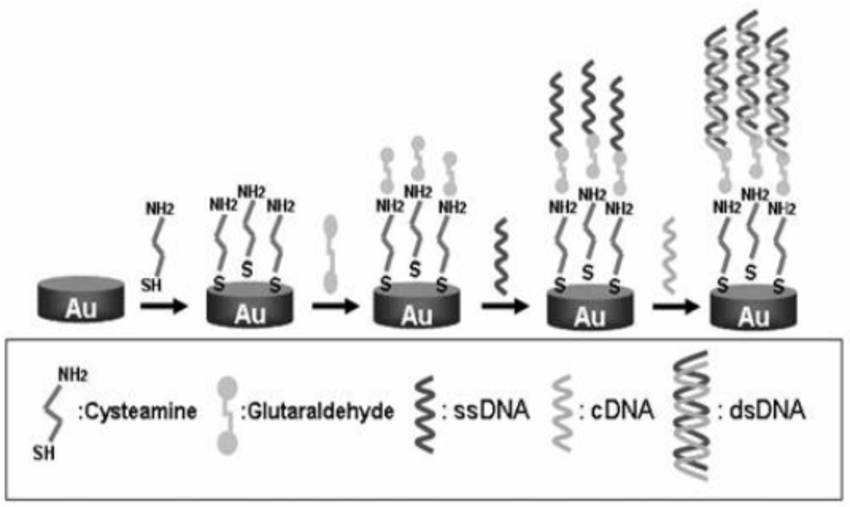 NH2
SH
Au
NH2 NH2 NH2
S S S
Au
NH2 NH2 NH2
S S S
Au
NH2 NH2 NH2
S S S
Au
NH2 NH2 NH2
S S S
Au
NH2
SH
:Cysteamine
:Glutaraldehyde
: ssDNA
: cDNA
: dsDNA